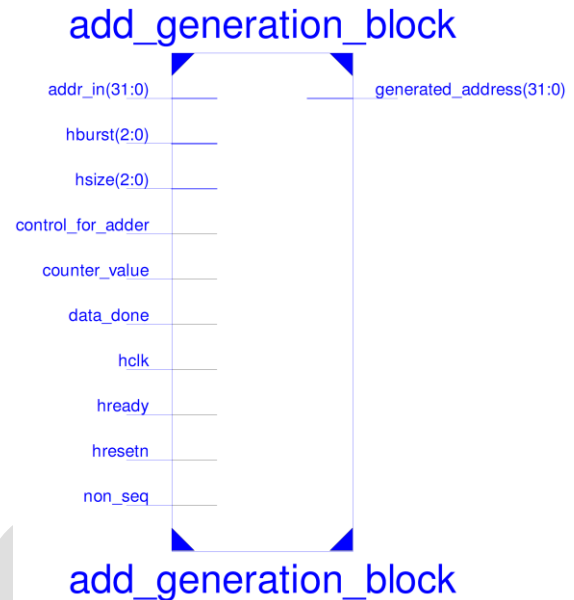 add_generation_block
addr_in(31:0)
generated_address(31:0)
hburst(2:0)
hsize(2:0)
control_for_adder
counter_value
data_done
hclk
hready
hresetn
non_seq
add_generation_block